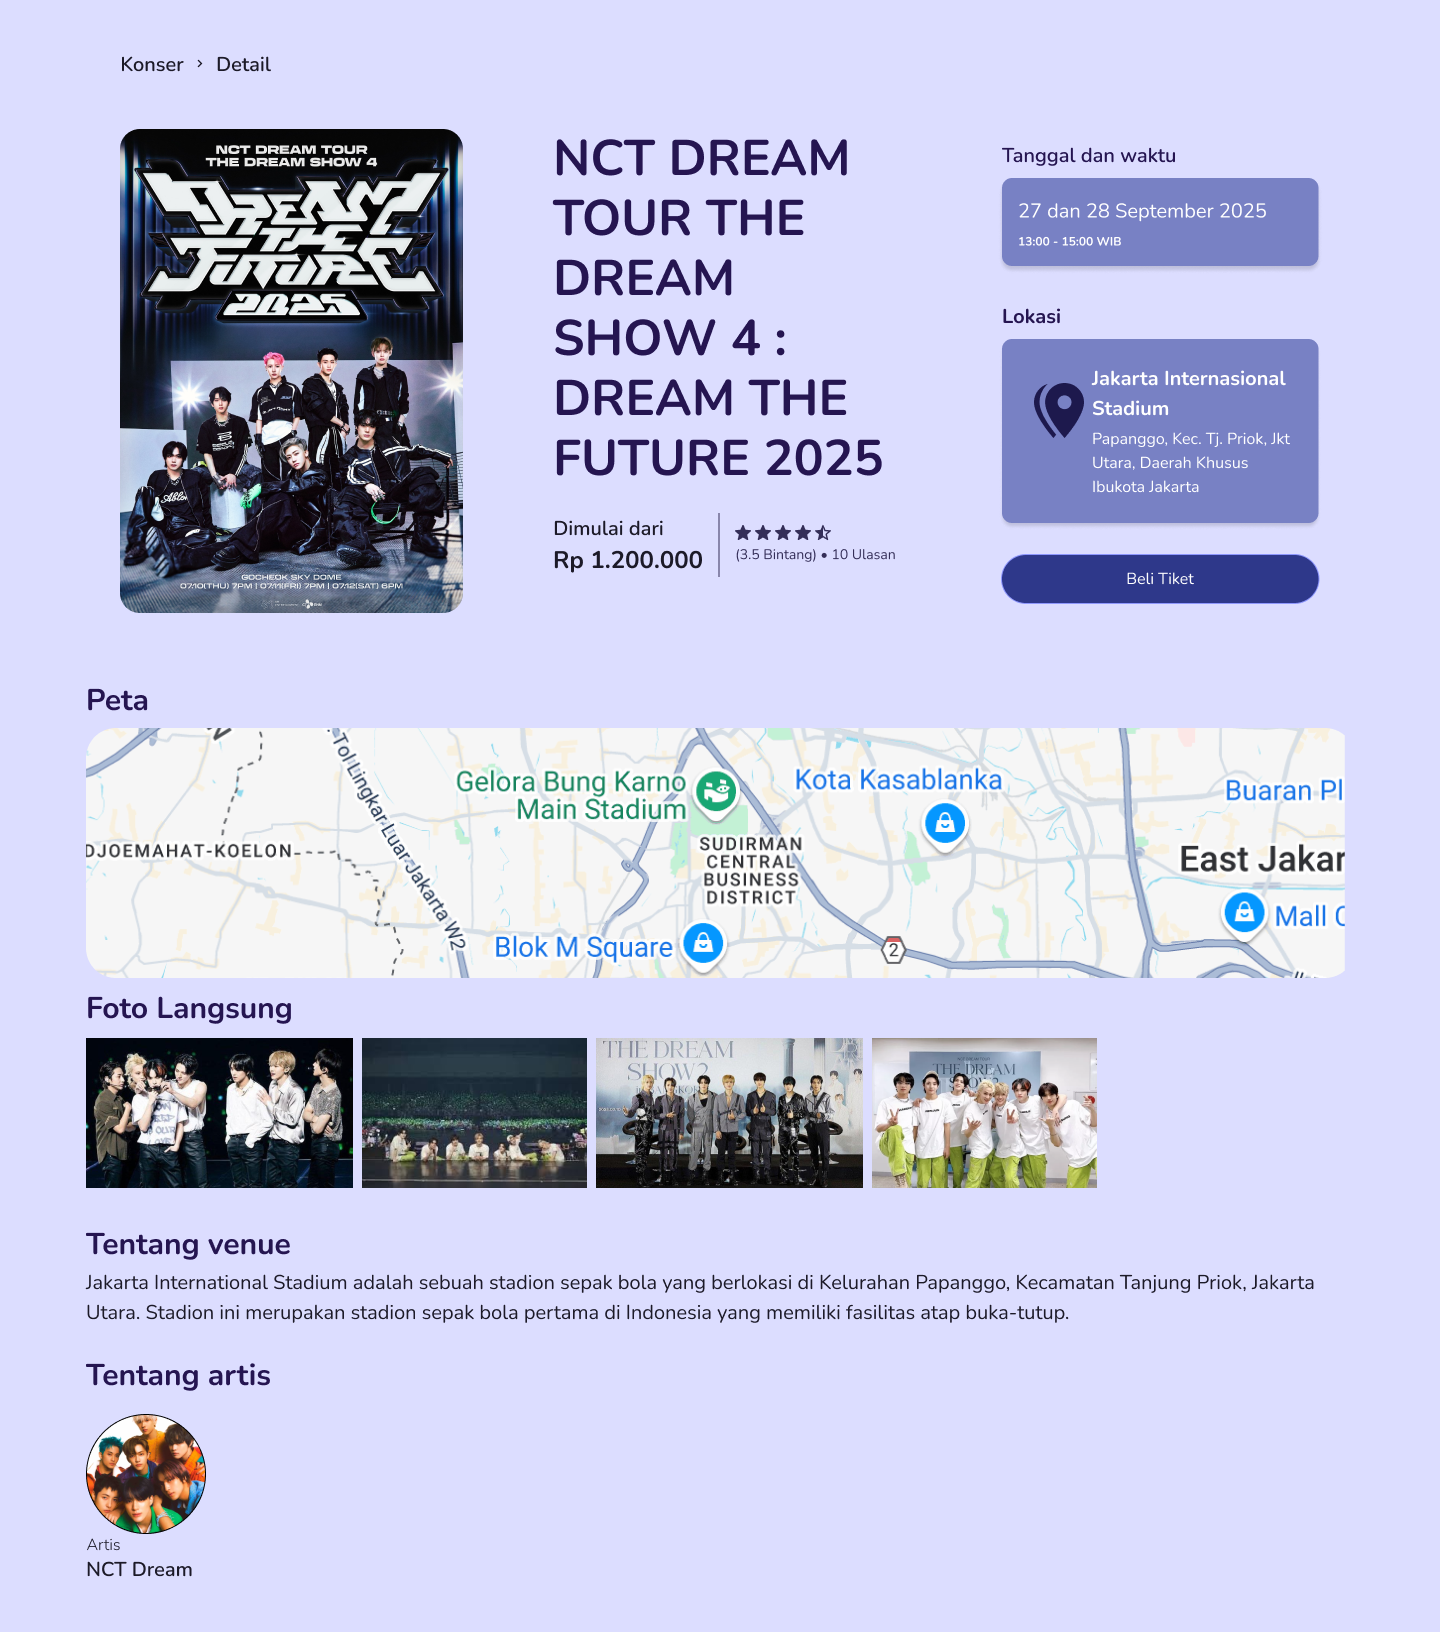 Konser > Detail
NCT DREAM TOUR
THE DREAM SHOW 4
DREAM
THE
FUTURE
2025
GOCHEOK SKY DOME
07.10(THU) 7PM | 07.11(FRI) 7PM | 07.12(SAT) 6PM
NCT DREAM
TOUR THE
DREAM
SHOW 4 :
DREAM THE
FUTURE 2025
Dimulai dari
Rp 1.200.000
(3.5 Bintang) • 10 Ulasan
Tanggal dan waktu
27 dan 28 September 2025
13:00 - 15:00 WIB
Lokasi
Jakarta Internasional
Stadium
Papanggo, Kec. Tj. Priok, Jkt
Utara, Daerah Khusus
Ibukota Jakarta
Beli Tiket
Peta
Tol Lingkar Luar Jakarta W2
Gelora Bung Karno
Main Stadium
Kota Kasablanka
Buaran Pl
DJOEMAHAT-KOELON
SUDIRMAN
CENTRAL
BUSINESS
DISTRICT
East Jakar
Blok M Square
2
Mall C
Foto Langsung
THE DREAM
SHOW2
THE DREAM
Tentang venue
Jakarta International Stadium adalah sebuah stadion sepak bola yang berlokasi di Kelurahan Papanggo, Kecamatan Tanjung Priok, Jakarta
Utara. Stadion ini merupakan stadion sepak bola pertama di Indonesia yang memiliki fasilitas atap buka-tutup.
Tentang artis
Artis
NCT Dream